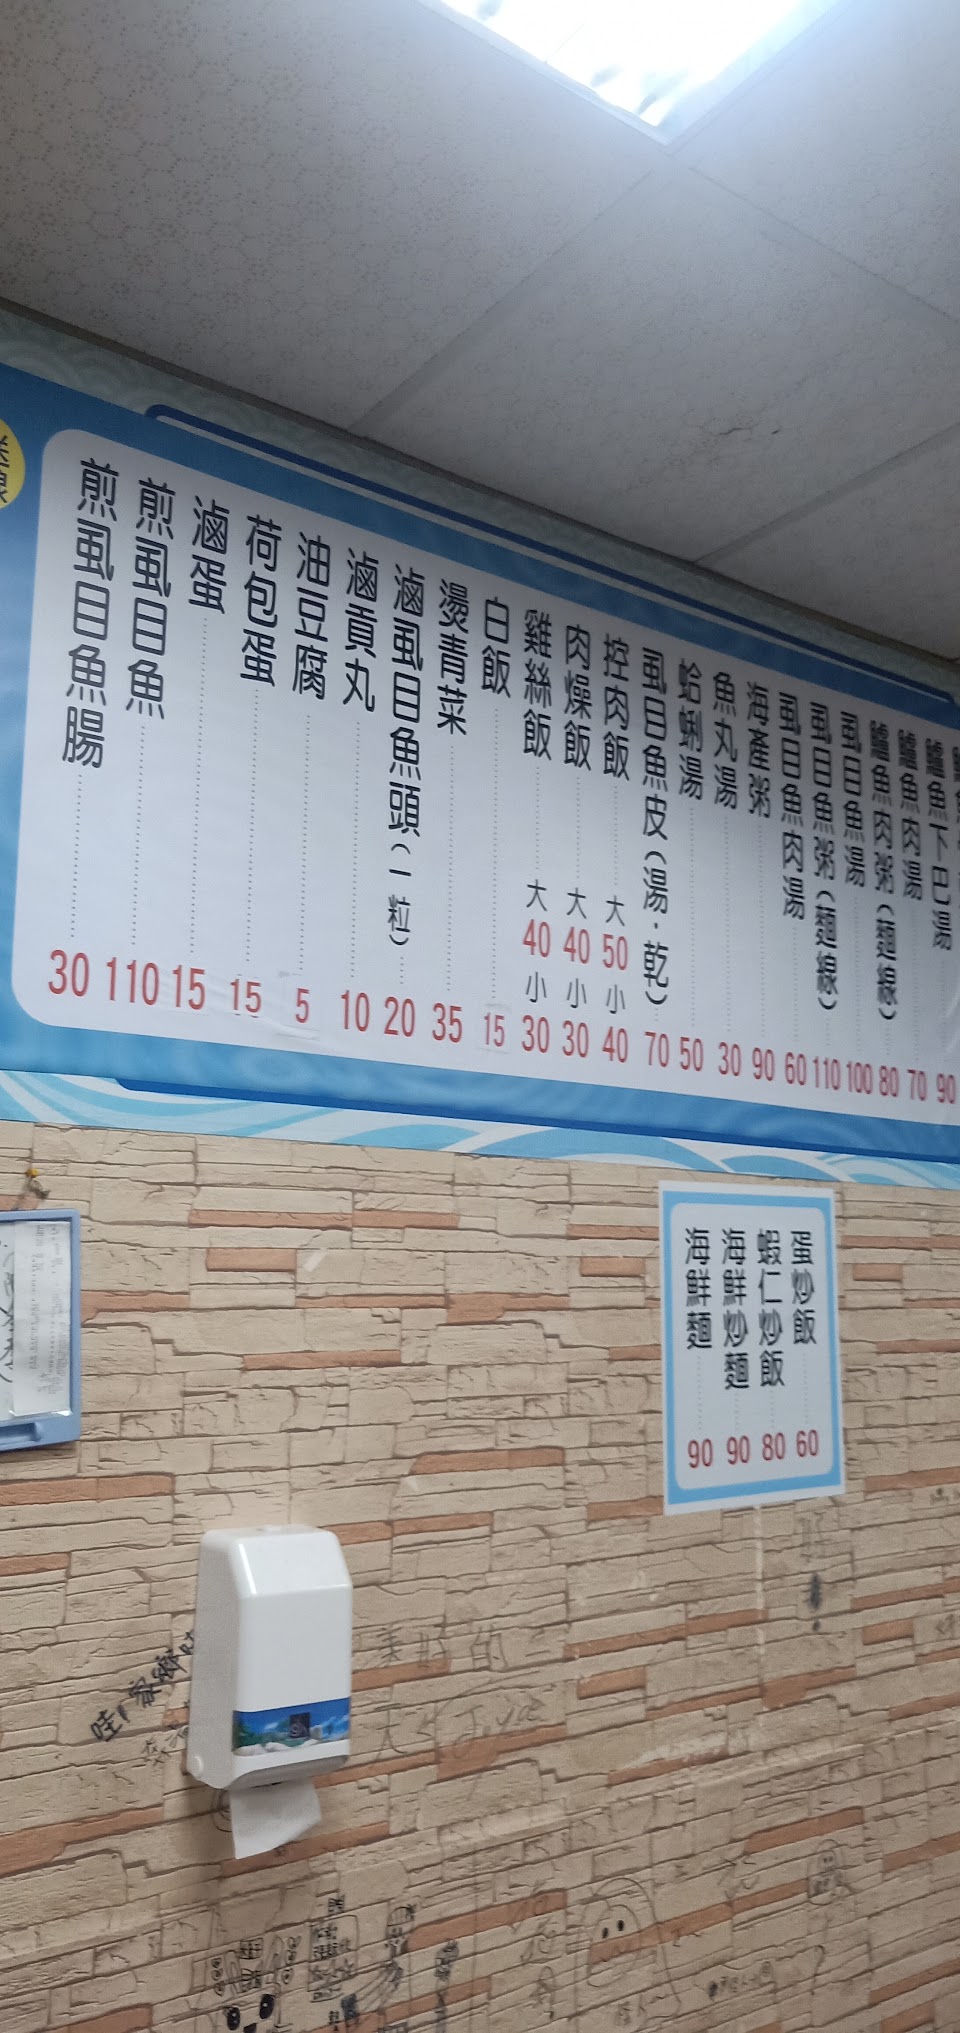 鱸魚下巴湯 90
鱸魚肉湯 70
鱸魚肉粥(麵線) 80
虱目魚湯 100
虱目魚粥(麵線) 110
虱目魚肉湯 60
海產粥 90
魚丸湯 30
蛤蜊湯 50
虱目魚皮(湯·乾) 70
控肉飯 大50小40
肉燥飯 大40小30
雞絲飯 大40小30
白飯 15
燙青菜 35
滷虱目魚頭(一粒) 20
滷貢丸 10
油豆腐 5
荷包蛋 15
滷蛋 15
煎虱目魚 110
煎虱目魚腸 30
蛋炒飯 60
蝦仁炒飯 80
海鮮炒麵 90
海鮮麵 90